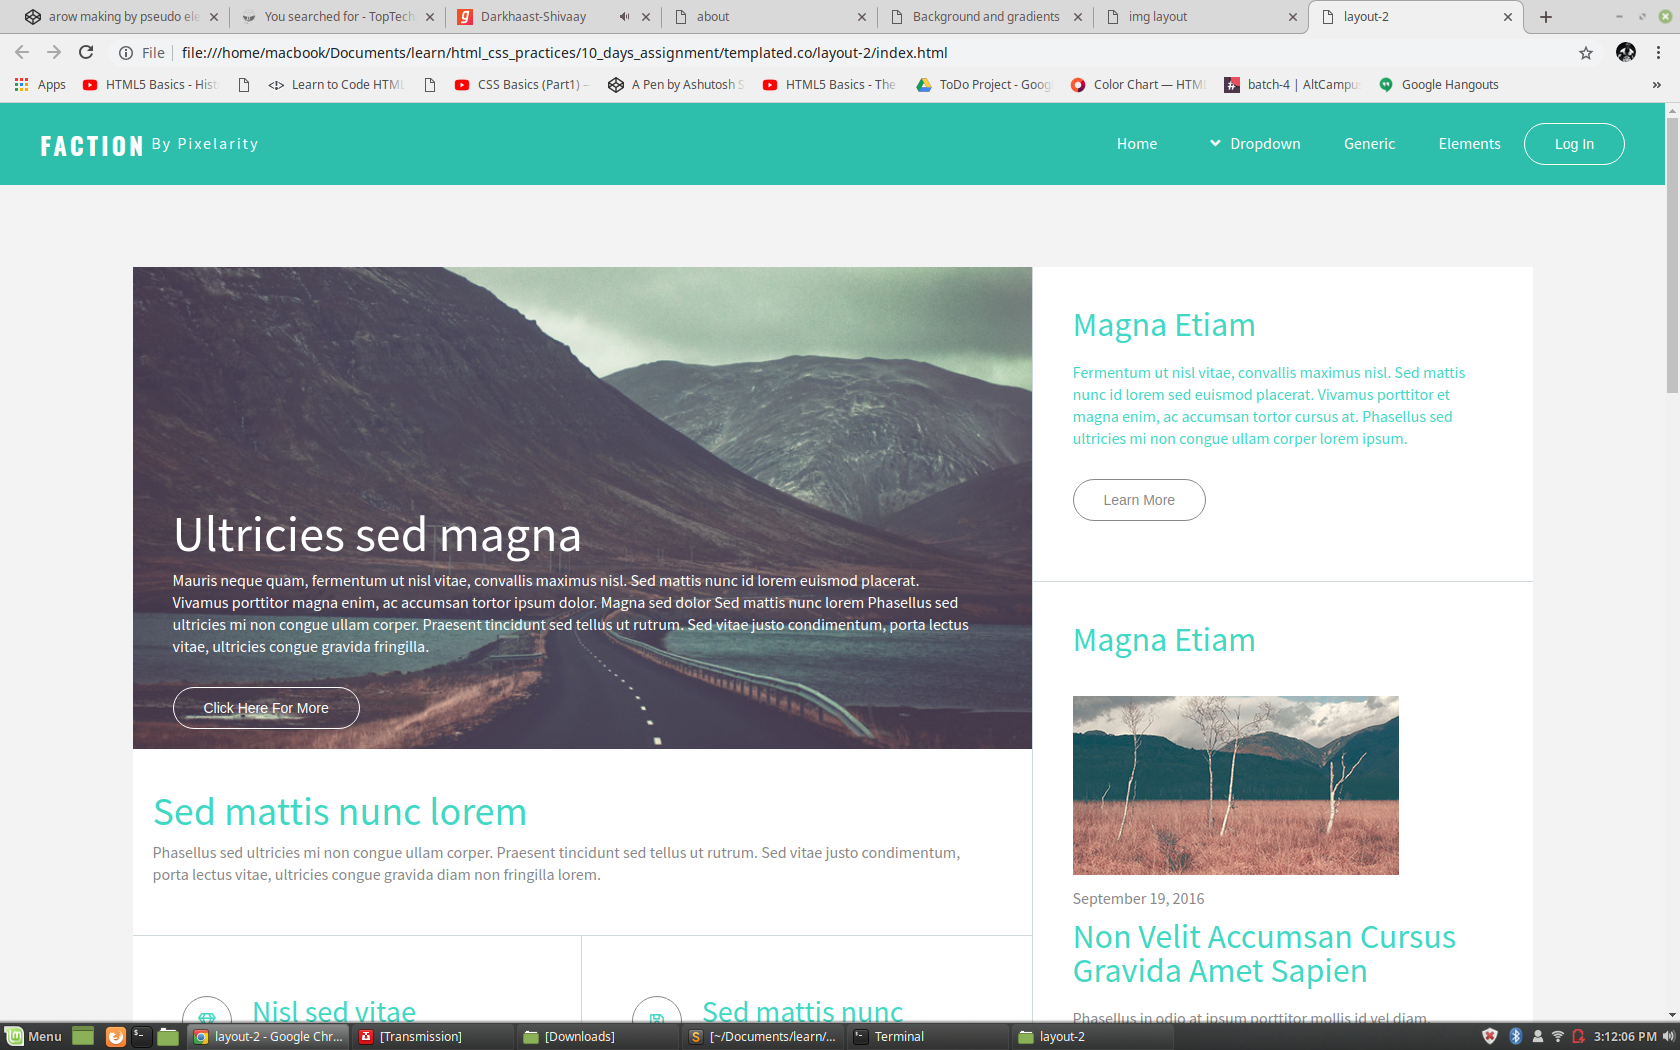 arow making by pseudo ele
You searched for - TopTech
Darkhaast-Shivaay
about
Background and gradients
img layout
layout-2
File
file:///home/macbook/Documents/learn/html_css_practices/10_days_assignment/templated.co/layout-2/index.html
Apps
HTML5 Basics - Hist
Learn to Code HTML
CSS Basics (Part1) –
A Pen by Ashutosh S
HTML5 Basics - The
ToDo Project - Goog
Color Chart — HTML
batch-4 | AltCampus
Google Hangouts
»
FACTION By Pixelarity
Home
Dropdown
Generic
Elements
Log In
Ultricies sed magna
Mauris neque quam, fermentum ut nisl vitae, convallis maximus nisl. Sed mattis nunc id lorem euismod placerat.
Vivamus porttitor magna enim, ac accumsan tortor ipsum dolor. Magna sed dolor Sed mattis nunc lorem Phasellus sed
ultricies mi non congue ullam corper. Praesent tincidunt sed tellus ut rutrum. Sed vitae justo condimentum, porta lectus
vitae, ultricies congue gravida fringilla.
Click Here For More
Sed mattis nunc lorem
Phasellus sed ultricies mi non congue ullam corper. Praesent tincidunt sed tellus ut rutrum. Sed vitae justo condimentum,
porta lectus vitae, ultricies congue gravida diam non fringilla lorem.
Nisl sed vitae
Sed mattis nunc
Magna Etiam
Fermentum ut nisl vitae, convallis maximus nisl. Sed mattis
nunc id lorem sed euismod placerat. Vivamus porttitor et
magna enim, ac accumsan tortor cursus at. Phasellus sed
ultricies mi non congue ullam corper lorem ipsum.
Learn More
Magna Etiam
September 19, 2016
Non Velit Accumsan Cursus
Gravida Amet Sapien
Phasellus in odio at ipsum porttitor mollis id vel diam.
Menu
layout-2 - Google Chr...
[Transmission]
[Downloads]
[~/Documents/learn/...
Terminal
layout-2
3:12:06 PM